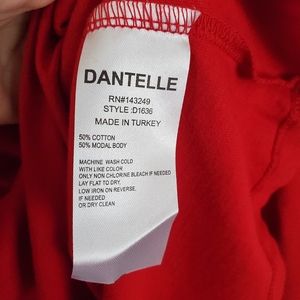 DANTELLE
RN#143249
STYLE :D1636
MADE IN TURKEY
50% COTTON
50% MODAL BODY
MACHINE WASH COLD
WITH LIKE COLOR
ONLY NON CHLORINE BLEACH IF NEEDED
LAY FLAT TO DRY.
LOW IRON ON REVERSE.
IF NEEDED
OR DRY CLEAN